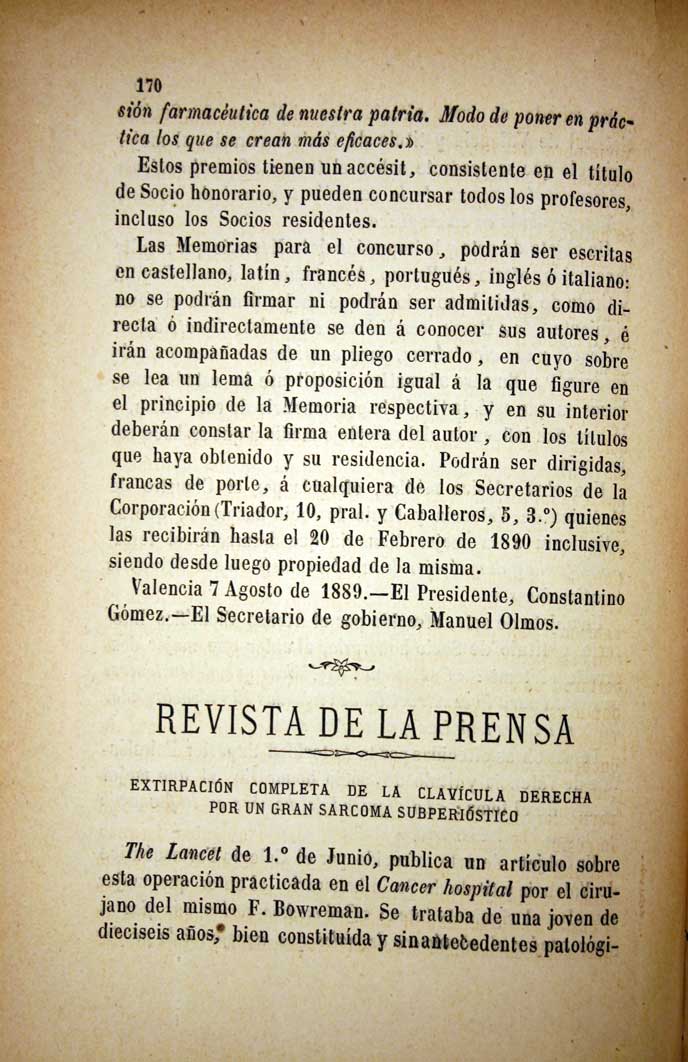 170
sión farmacéutica de nuestra patria. Modo de poner en prác-
tica los que se crean más eficaces.»
Estos premios tienen un accésit, consistente en el título
de Socio honorario, y pueden concursar todos los profesores,
incluso los Socios residentes.
Las Memorias para el concurso, podrán ser escritas
en castellano, latín, francés, portugués, inglés ó italiano:
no se podrán firmar ni podrán ser admitidas, como di-
recta ó indirectamente se den á conocer sus autores, é
irán acompañadas de un pliego cerrado, en cuyo sobre
se lea un lema ó proposición igual á la que figure en
el principio de la Memoria respectiva, y en su interior
deberán constar la firma entera del autor, con los títulos
que haya obtenido y su residencia. Podrán ser dirigidas,
francas de porte, á cualquiera de los Secretarios de la
Corporación (Triador, 10, pral. y Caballeros, 5, 3.º) quienes
las recibirán hasta el 20 de Febrero de 1890 inclusive,
siendo desde luego propiedad de la misma.
Valencia 7 Agosto de 1889.—El Presidente, Constantino
Gómez.—El Secretario de gobierno, Manuel Olmos.
REVISTA DE LA PRENSA
EXTIRPACIÓN COMPLETA DE LA CLAVÍCULA DERECHA
POR UN GRAN SARCOMA SUBPERIÓSTICO
The Lancet de 1.º de Junio, publica un artículo sobre
esta operación practicada en el Cancer hospital por el ciru-
jano del mismo F. Bowreman. Se trataba de una joven de
dieciseis años, bien constituída y sin antecedentes patológi-